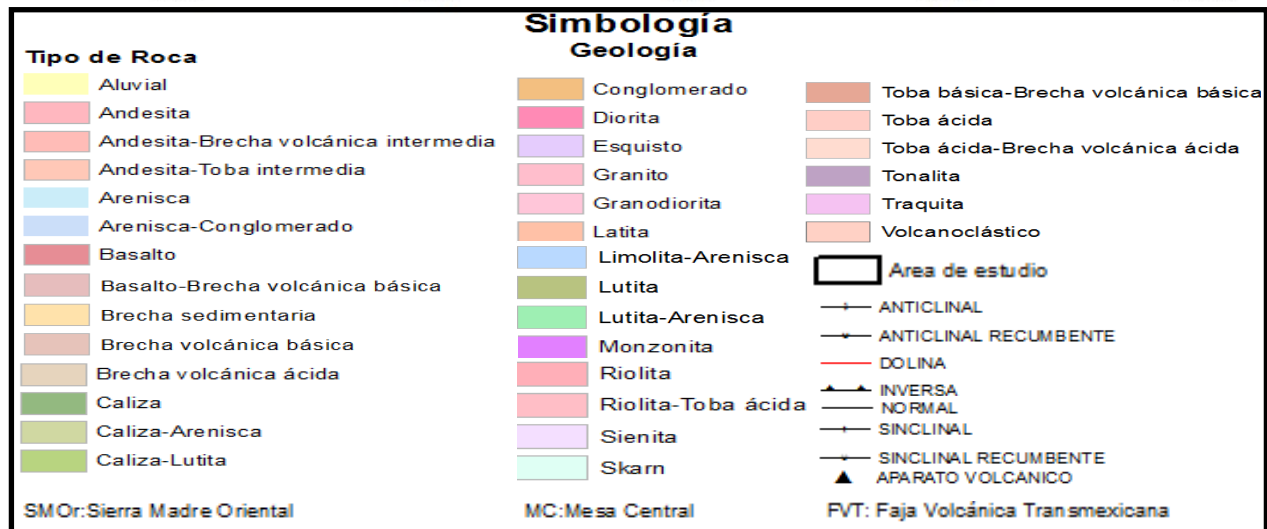 Simbología
Geología
Tipo de Roca
Aluvial
Andesita
Andesita-Brecha volcánica intermedia
Andesita-Toba intermedia
Arenisca
Arenisca-Conglomerado
Basalto
Basalto-Brecha volcánica básica
Brecha sedimentaria
Brecha volcánica básica
Brecha volcánica ácida
Caliza
Caliza-Arenisca
Caliza-Lutita
Conglomerado
Diorita
Esquisto
Granito
Granodiorita
Latita
Limolita-Arenisca
Lutita
Lutita-Arenisca
Monzonita
Riolita
Riolita-Toba ácida
Sienita
Skarn
Toba básica-Brecha volcánica básica
Toba ácida
Toba ácida-Brecha volcánica ácida
Tonalita
Traquita
Volcanoclástico
Area de estudio
ANTICLINAL
ANTICLINAL RECUMBENTE
DOLINA
INVERSA
NORMAL
SINCLINAL
SINCLINAL RECUMBENTE
APARATO VOLCANICO
SMOr:Sierra Madre Oriental
MC:Mesa Central
FVT: Faja Volcánica Transmexicana